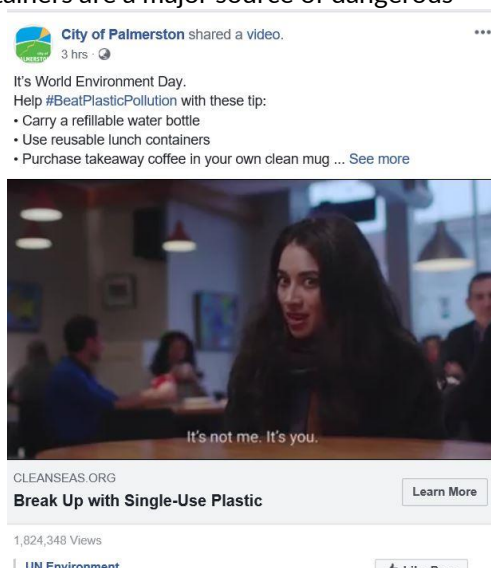 tainers are a major source of dangerous
City of Palmerston shared a video.
3 hrs ·
It's World Environment Day.
Help #BeatPlasticPollution with these tip:
• Carry a refillable water bottle
• Use reusable lunch containers
• Purchase takeaway coffee in your own clean mug ... See more
It's not me. It's you.
CLEANSEAS.ORG
Break Up with Single-Use Plastic
Learn More
1,824,348 Views
UN Environment